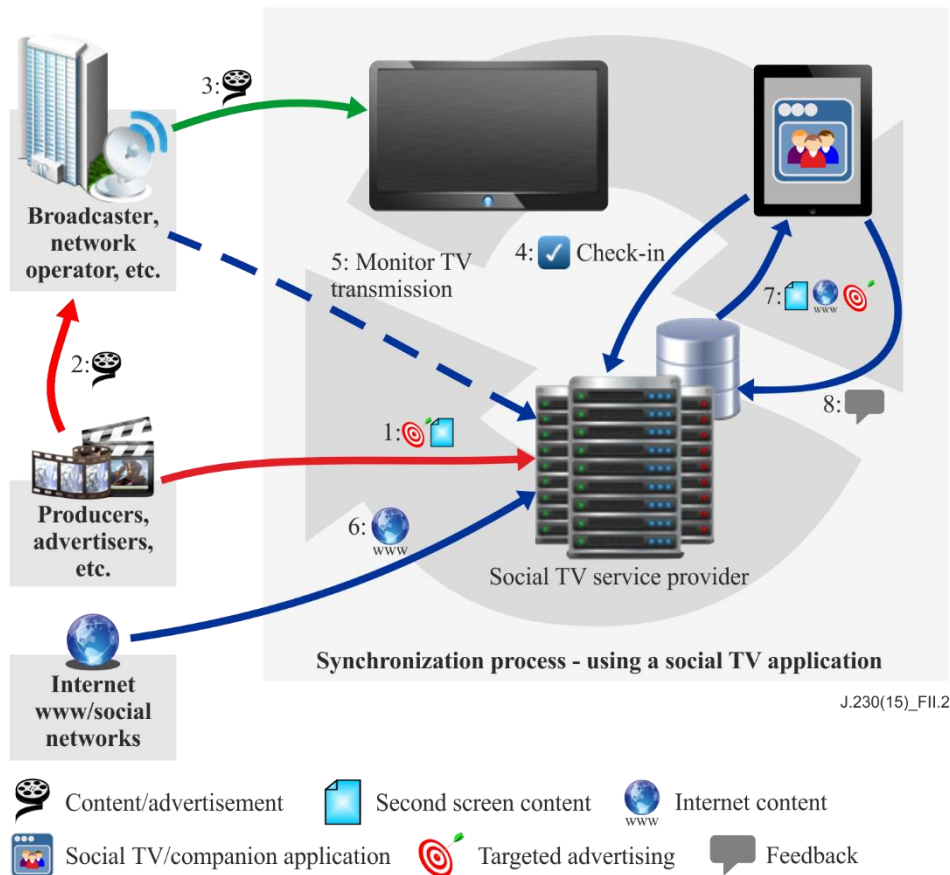 3:
Broadcaster,
network
operator, etc.
5: Monitor TV
transmission
4: Check-in
7:
www
2:
8:
1:
Producers,
advertisers,
etc.
6:
www
Social TV service provider
Synchronization process - using a social TV application
Internet
www/social
networks
J.230(15)_FII.2
Content/advertisement
Second screen content
www
Internet content
Social TV/companion application
Targeted advertising
Feedback